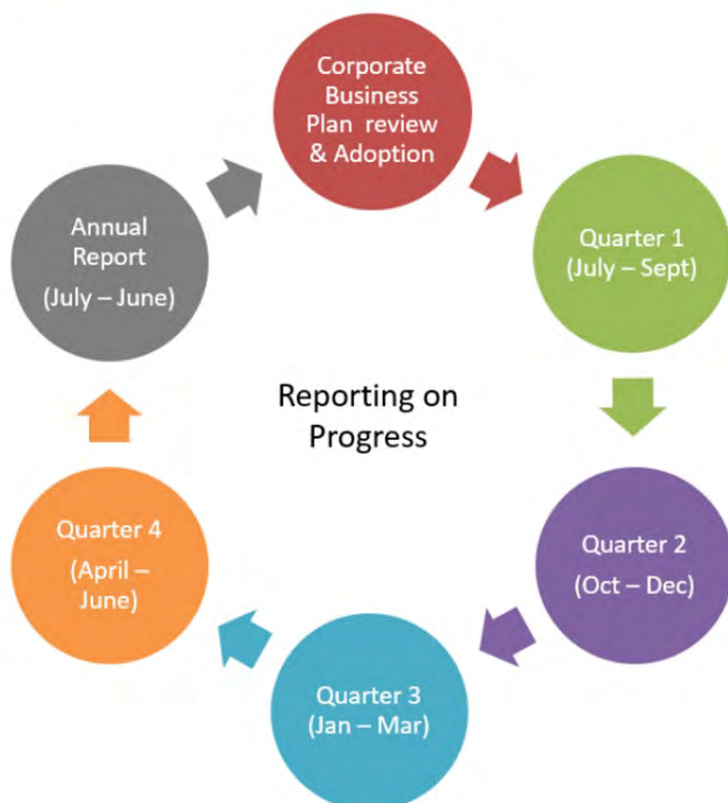 Corporate
Business
Plan review
& Adoption
Quarter 1
(July – Sept)
Quarter 2
(Oct – Dec)
Quarter 3
(Jan – Mar)
Quarter 4
(April –
June)
Annual
Report
(July – June)
Reporting on
Progress